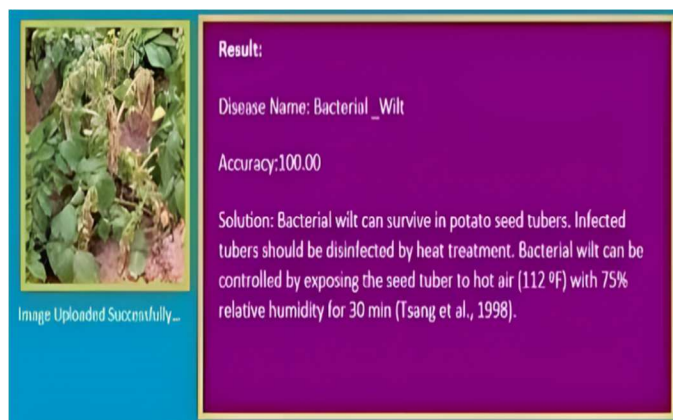 Result:
Disease Name: Bacterial _Wilt
Accuracy:100.00
Solution: Bacterial wilt can survive in potato seed tubers. Infected
tubers should be disinfected by heat treatment. Bacterial wilt can be
controlled by exposing the seed tuber to hot air (112 ºF) with 75%
relative humidity for 30 min (Tsang et al., 1998).
Image Uploaded Successfully...